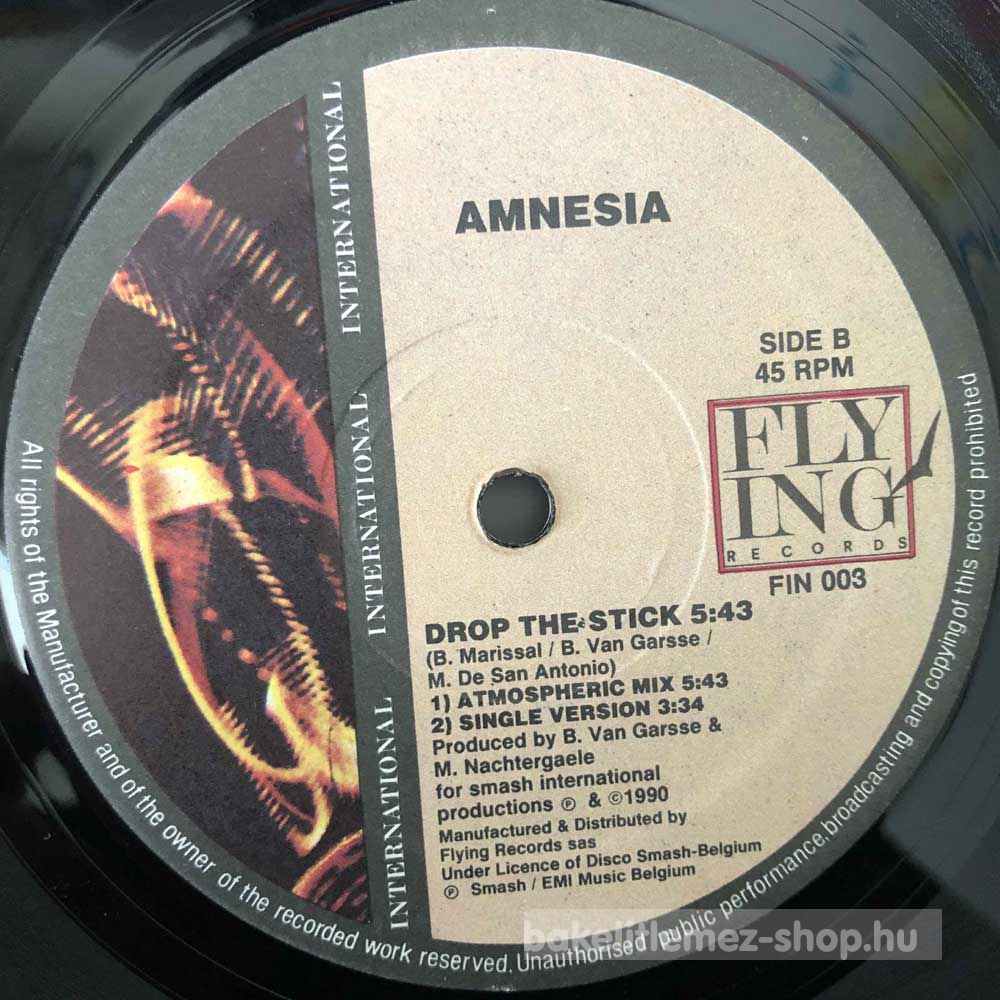 AMNESIA
INTERNATIONAL
INTERNATIONAL
INTERNATIONAL
SIDE B
45 RPM
FLY
ING
RECORDS
FIN 003
DROP THE STICK 5:43
(B. Marissal / B. Van Garsse /
M. De San Antonio)
1) ATMOSPHERIC MIX 5:43
2) SINGLE VERSION 3:34
Produced by B. Van Garsse &
M. Nachtergaele
for smash international
productions ℗ & ©1990
Manufactured & Distributed by
Flying Records sas
Under Licence of Disco Smash-Belgium
℗ Smash / EMI Music Belgium
All rights of the Manufacturer and of the owner of the recorded work reserved. Unauthorised public performance, broadcasting and copying of this record prohibited
bakelitlemez-shop.hu